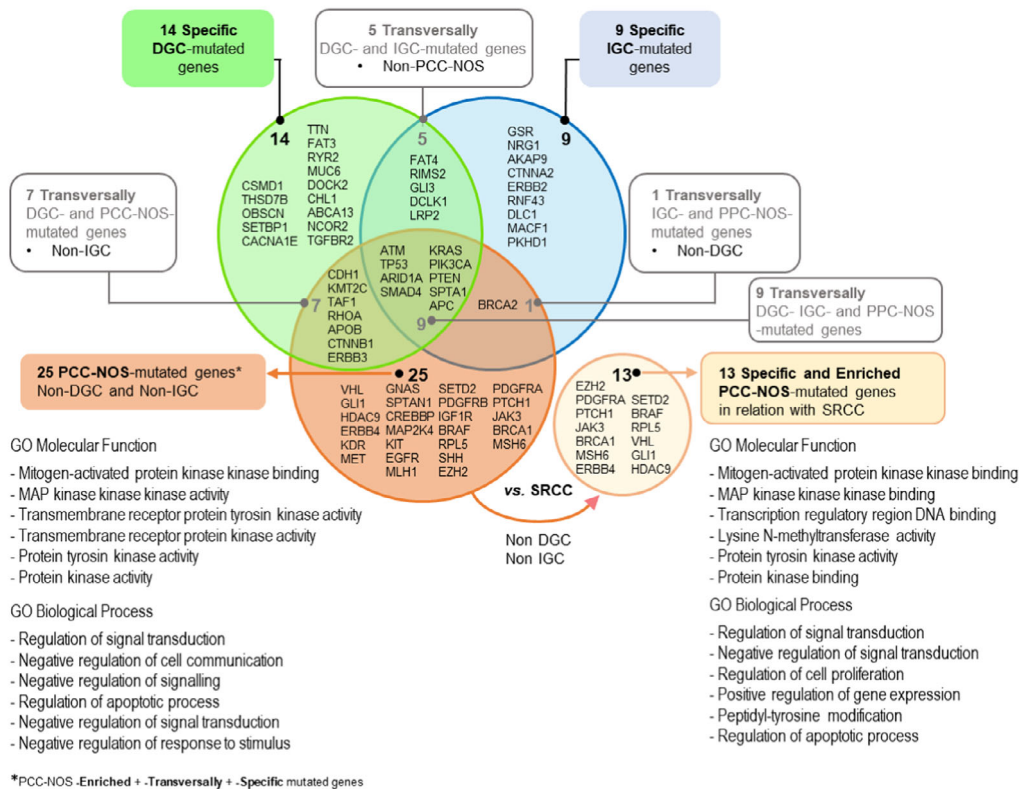 14 Specific
DGC-mutated
genes
5 Transversally
DGC- and IGC-mutated genes
• Non-PCC-NOS
9 Specific
IGC-mutated
genes
14
5
9
TTN
FAT3
RYR2
MUC6
DOCK2
CHL1
ABCA13
NCOR2
TGFBR2
CSMD1
THSD7B
OBSCN
SETBP1
CACNA1E
FAT4
RIMS2
GLI3
DCLK1
LRP2
GSR
NRG1
AKAP9
CTNNA2
ERBB2
RNF43
DLC1
MACF1
PKHD1
7 Transversally
DGC- and PCC-NOS-
mutated genes
• Non-IGC
1 Transversally
IGC- and PPC-NOS-
mutated genes
• Non-DGC
ATM
TP53
ARID1A
SMAD4
KRAS
PIK3CA
PTEN
SPTA1
APC
9
CDH1
KMT2C
TAF1
RHOA
APOB
CTNNB1
ERBB3
7
BRCA2
1
9 Transversally
DGC- IGC- and PPC-NOS
-mutated genes
25 PCC-NOS-mutated genes*
Non-DGC and Non-IGC
25
VHL
GLI1
HDAC9
ERBB4
KDR
MET
GNAS
SPTAN1
CREBBP
MAP2K4
KIT
EGFR
MLH1
SETD2
PDGFRB
IGF1R
BRAF
RPL5
SHH
EZH2
PDGFRA
PTCH1
JAK3
BRCA1
MSH6
13
EZH2
PDGFRA
PTCH1
JAK3
BRCA1
MSH6
ERBB4
SETD2
BRAF
RPL5
VHL
GLI1
HDAC9
13 Specific and Enriched
PCC-NOS-mutated genes
in relation with SRCC
vs. SRCC
Non DGC
Non IGC
GO Molecular Function
- Mitogen-activated protein kinase kinase binding
- MAP kinase kinase kinase activity
- Transmembrane receptor protein tyrosin kinase activity
- Transmembrane receptor protein kinase activity
- Protein tyrosin kinase activity
- Protein kinase activity
GO Biological Process
- Regulation of signal transduction
- Negative regulation of cell communication
- Negative regulation of signalling
- Regulation of apoptotic process
- Negative regulation of signal transduction
- Negative regulation of response to stimulus
GO Molecular Function
- Mitogen-activated protein kinase kinase binding
- MAP kinase kinase kinase binding
- Transcription regulatory region DNA binding
- Lysine N-methyltransferase activity
- Protein tyrosin kinase activity
- Protein kinase binding
GO Biological Process
- Regulation of signal transduction
- Negative regulation of signal transduction
- Regulation of cell proliferation
- Positive regulation of gene expression
- Peptidyl-tyrosine modification
- Regulation of apoptotic process
*PCC-NOS -Enriched + -Transversally + -Specific mutated genes